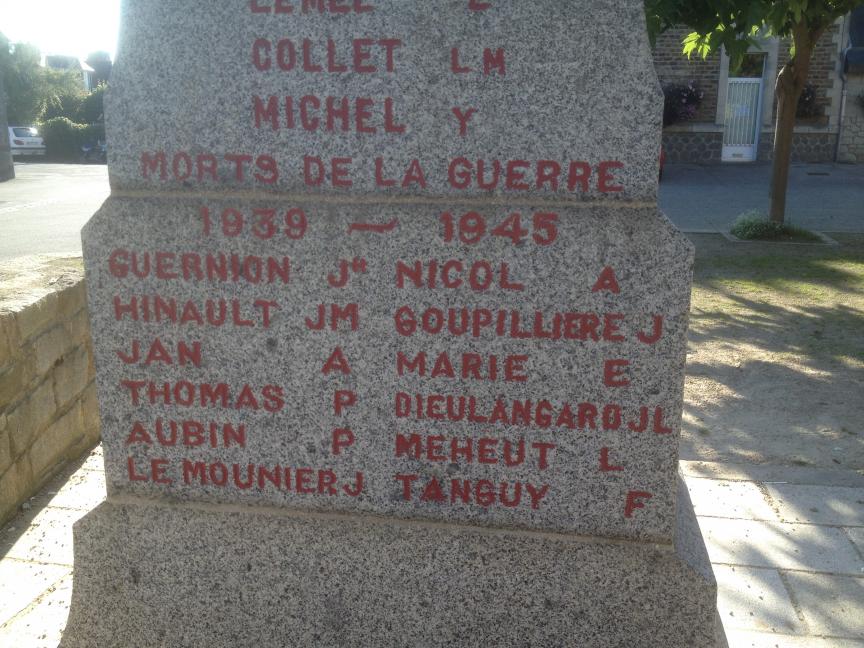 LEMEE E
COLLET LM
MICHEL Y
MORTS DE LA GUERRE
1939 ~ 1945
GUERNION Jn NICOL A
HINAULT JM GOUPILLIERE J
JAN A MARIE E
THOMAS P DIEULANGARD JL
AUBIN P MEHEUT L
LE MOUNIER J TANGUY F